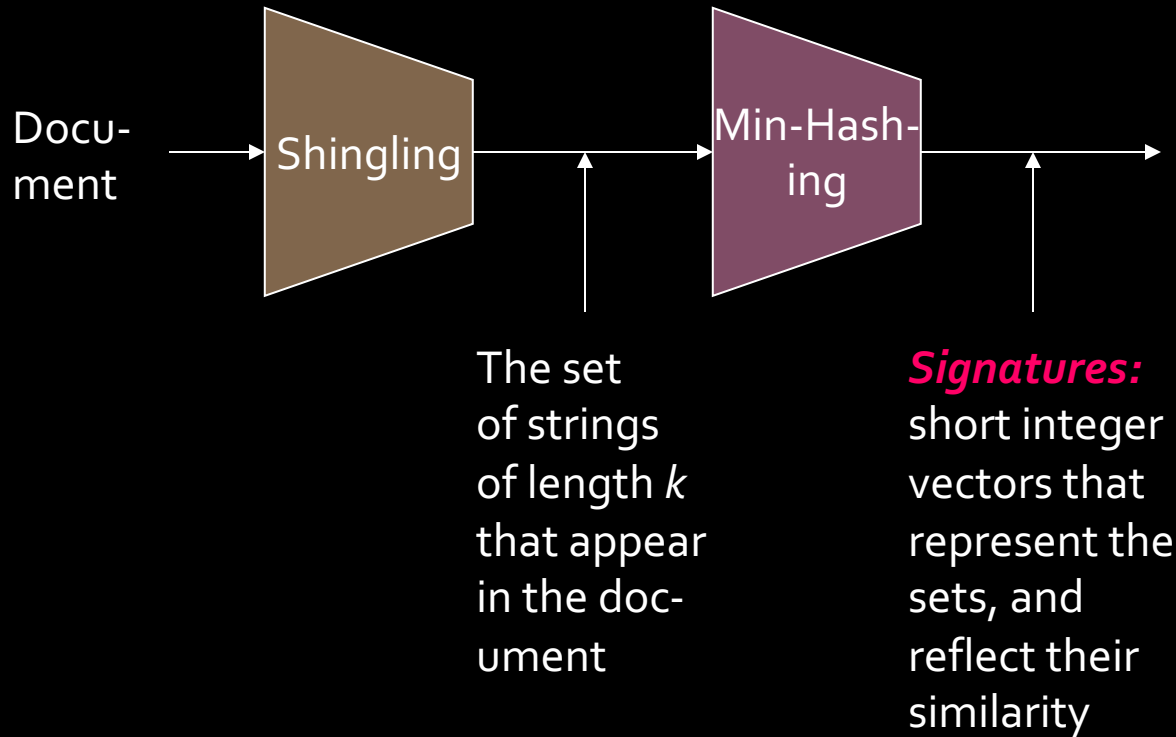 Docu-
ment
Shingling
Min-Hash-
ing
The set
of strings
of length k
that appear
in the doc-
ument
Signatures:
short integer
vectors that
represent the
sets, and
reflect their
similarity